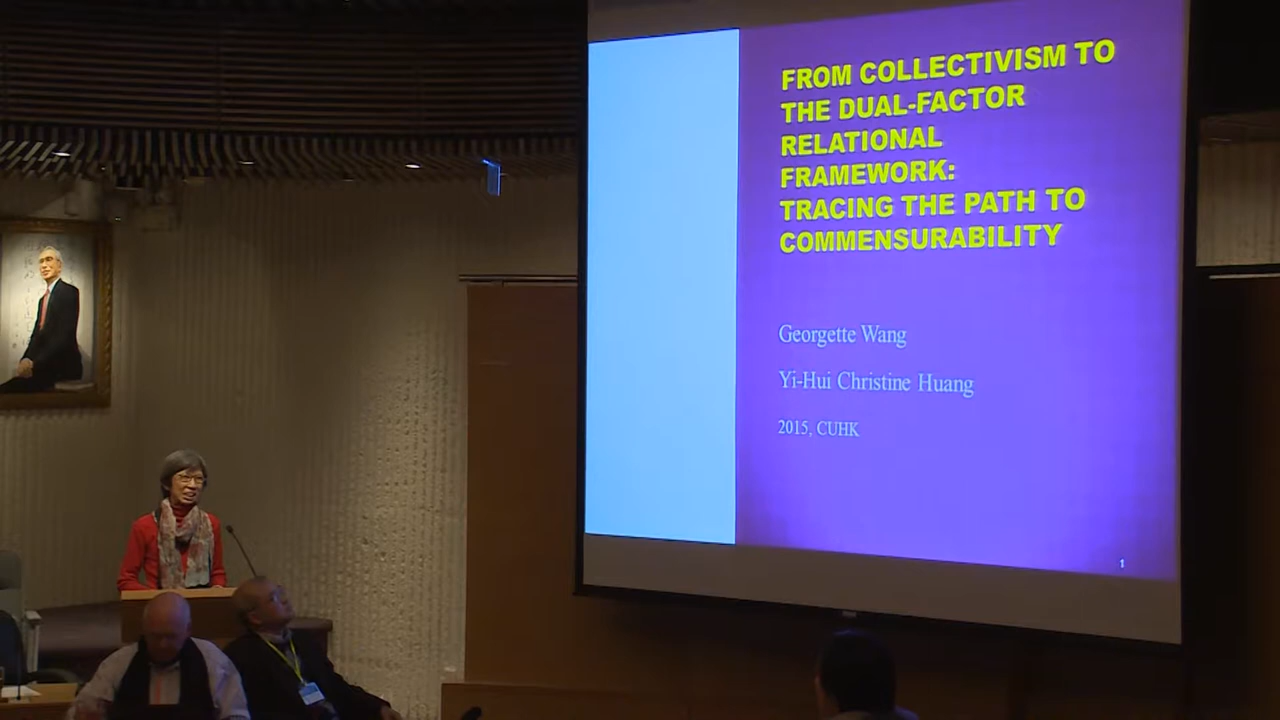 FROM COLLECTIVISM TO
THE DUAL-FACTOR
RELATIONAL
FRAMEWORK:
TRACING THE PATH TO
COMMENSURABILITY
Georgette Wang
Yi-Hui Christine Huang
2015, CUHK
1